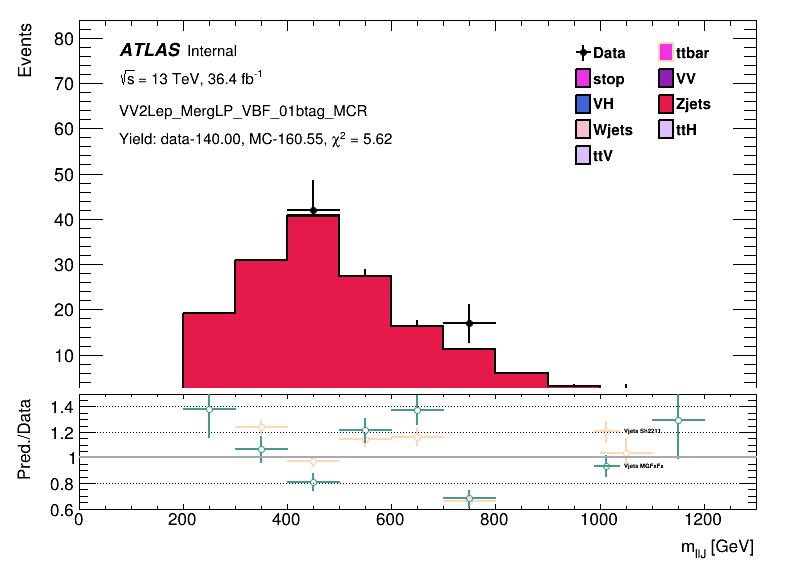 Events
80
70
60
50
40
30
20
10
ATLAS Internal
√s = 13 TeV, 36.4 fb-1
VV2Lep_MergLP_VBF_01btag_MCR
Yield: data-140.00, MC-160.55, χ2 = 5.62
Data
ttbar
stop
VV
VH
Zjets
Wjets
ttH
ttV
Pred./Data
1.4
1.2
1
0.8
0.6
Vjets Sh2211
Vjets MGFxFx
0 200 400 600 800 1000 1200
mllJ [GeV]